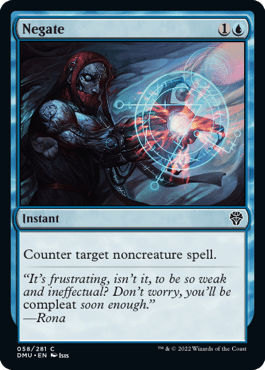 Negate 1
Instant
Counter target noncreature spell.
"It's frustrating, isn't it, to be so weak
and ineffectual? Don't worry, you'll be
compleat soon enough."
—Rona
058/281 C
DMU • EN Isis ™ & © 2022 Wizards of the Coast